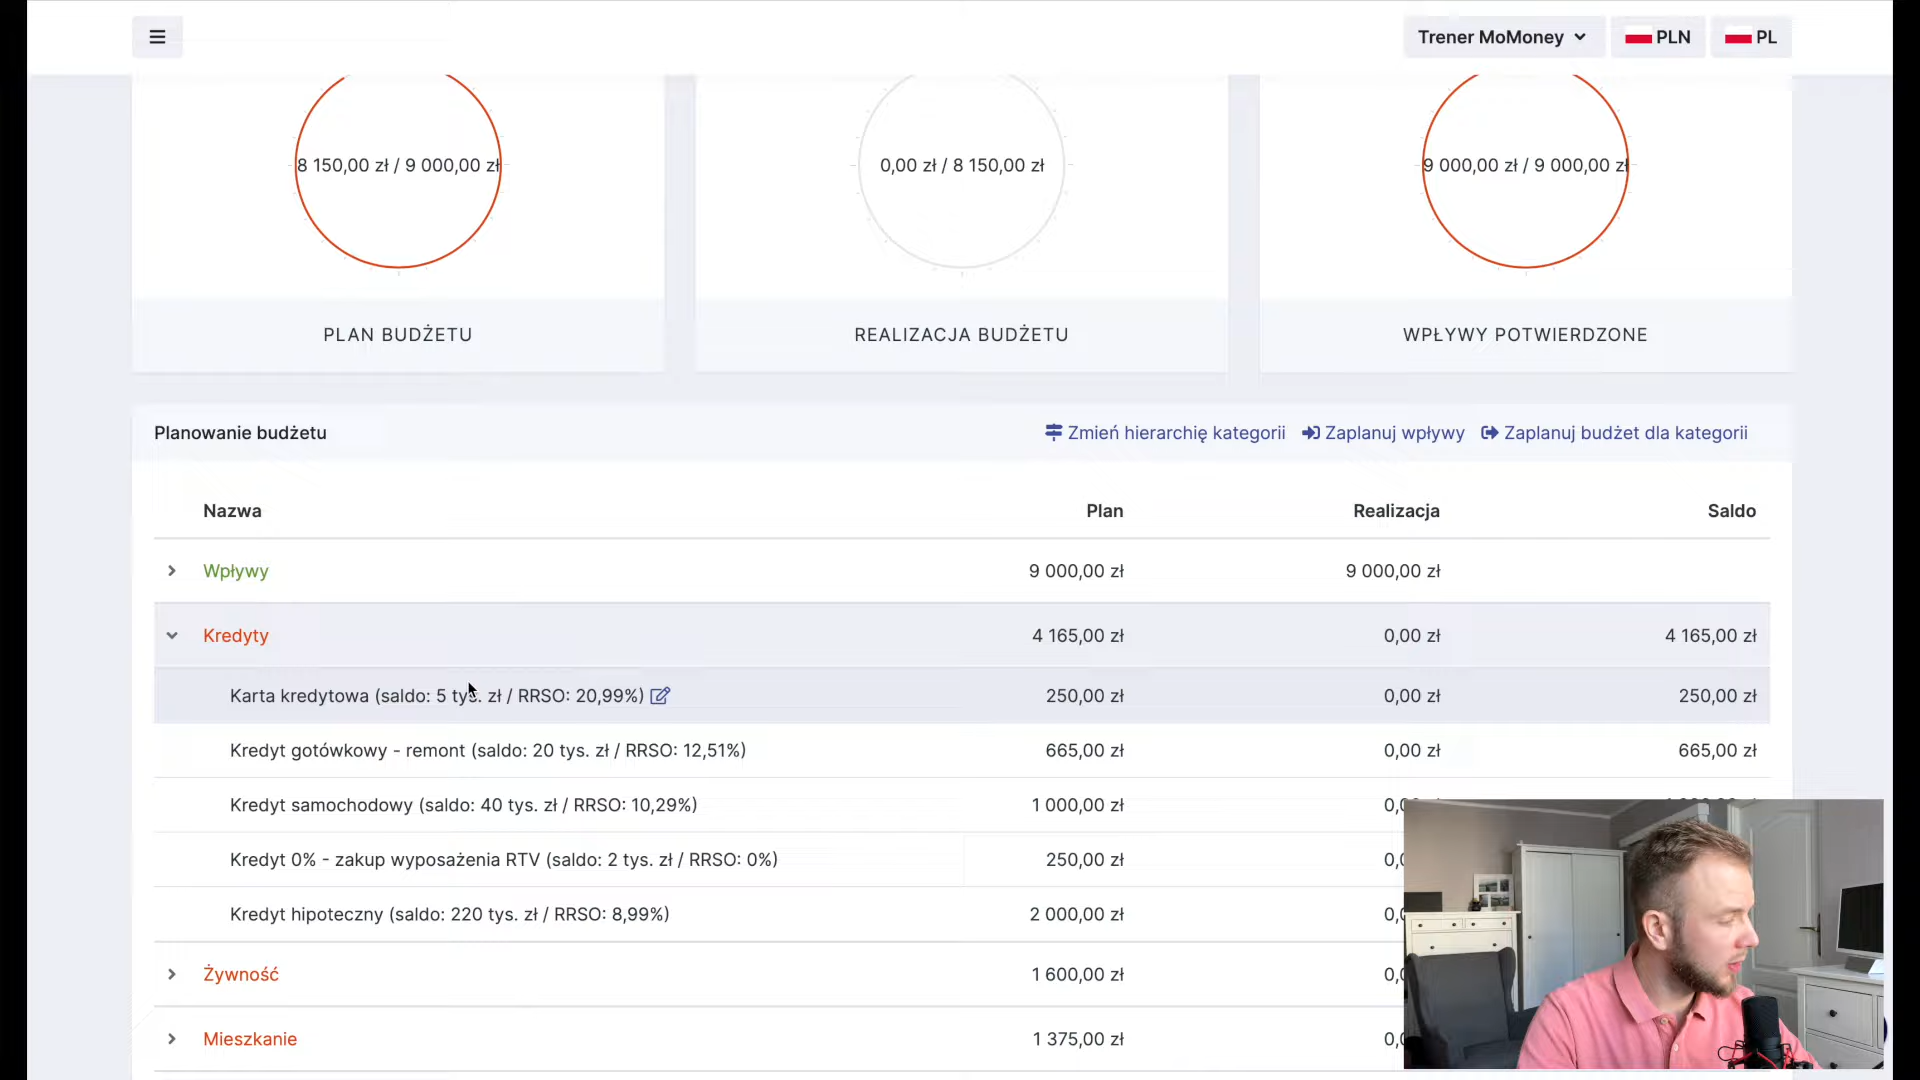 Trener MoMoney
PLN
PL
8 150,00 zł / 9 000,00 zł
0,00 zł / 8 150,00 zł
9 000,00 zł / 9 000,00 zł
PLAN BUDŻETU
REALIZACJA BUDŻETU
WPŁYWY POTWIERDZONE
Planowanie budżetu
Zmień hierarchię kategorii
Zaplanuj wpływy
Zaplanuj budżet dla kategorii
Nazwa Plan Realizacja Saldo
Wpływy 9 000,00 zł 9 000,00 zł
Kredyty 4 165,00 zł 0,00 zł 4 165,00 zł
Karta kredytowa (saldo: 5 tys. zł / RRSO: 20,99%) 250,00 zł 0,00 zł 250,00 zł
Kredyt gotówkowy - remont (saldo: 20 tys. zł / RRSO: 12,51%) 665,00 zł 0,00 zł 665,00 zł
Kredyt samochodowy (saldo: 40 tys. zł / RRSO: 10,29%) 1 000,00 zł
Kredyt 0% - zakup wyposażenia RTV (saldo: 2 tys. zł / RRSO: 0%) 250,00 zł
Kredyt hipoteczny (saldo: 220 tys. zł / RRSO: 8,99%) 2 000,00 zł
Żywność 1 600,00 zł
Mieszkanie 1 375,00 zł